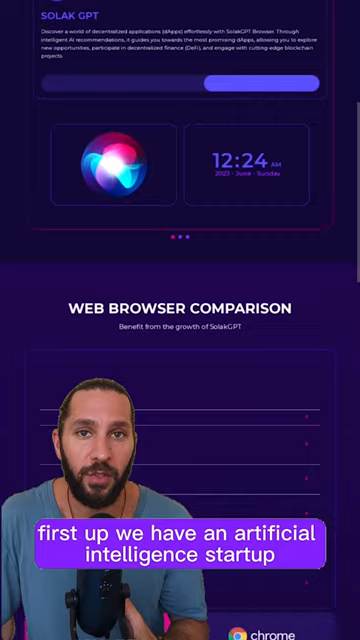 SOLAK GPT
Discover a world of decentralized applications (dApps) effortlessly with SolakGPT Browser. Through
intelligent AI recommendations, it guides you towards the most promising dApps, allowing you to explore
new opportunities, participate in decentralized finance (DeFi), and engage with cutting-edge blockchain
projects.
12:24 AM
2023 - June - Sunday
WEB BROWSER COMPARISON
Benefit from the growth of SolakGPT
first up we have an artificial
intelligence startup
chrome